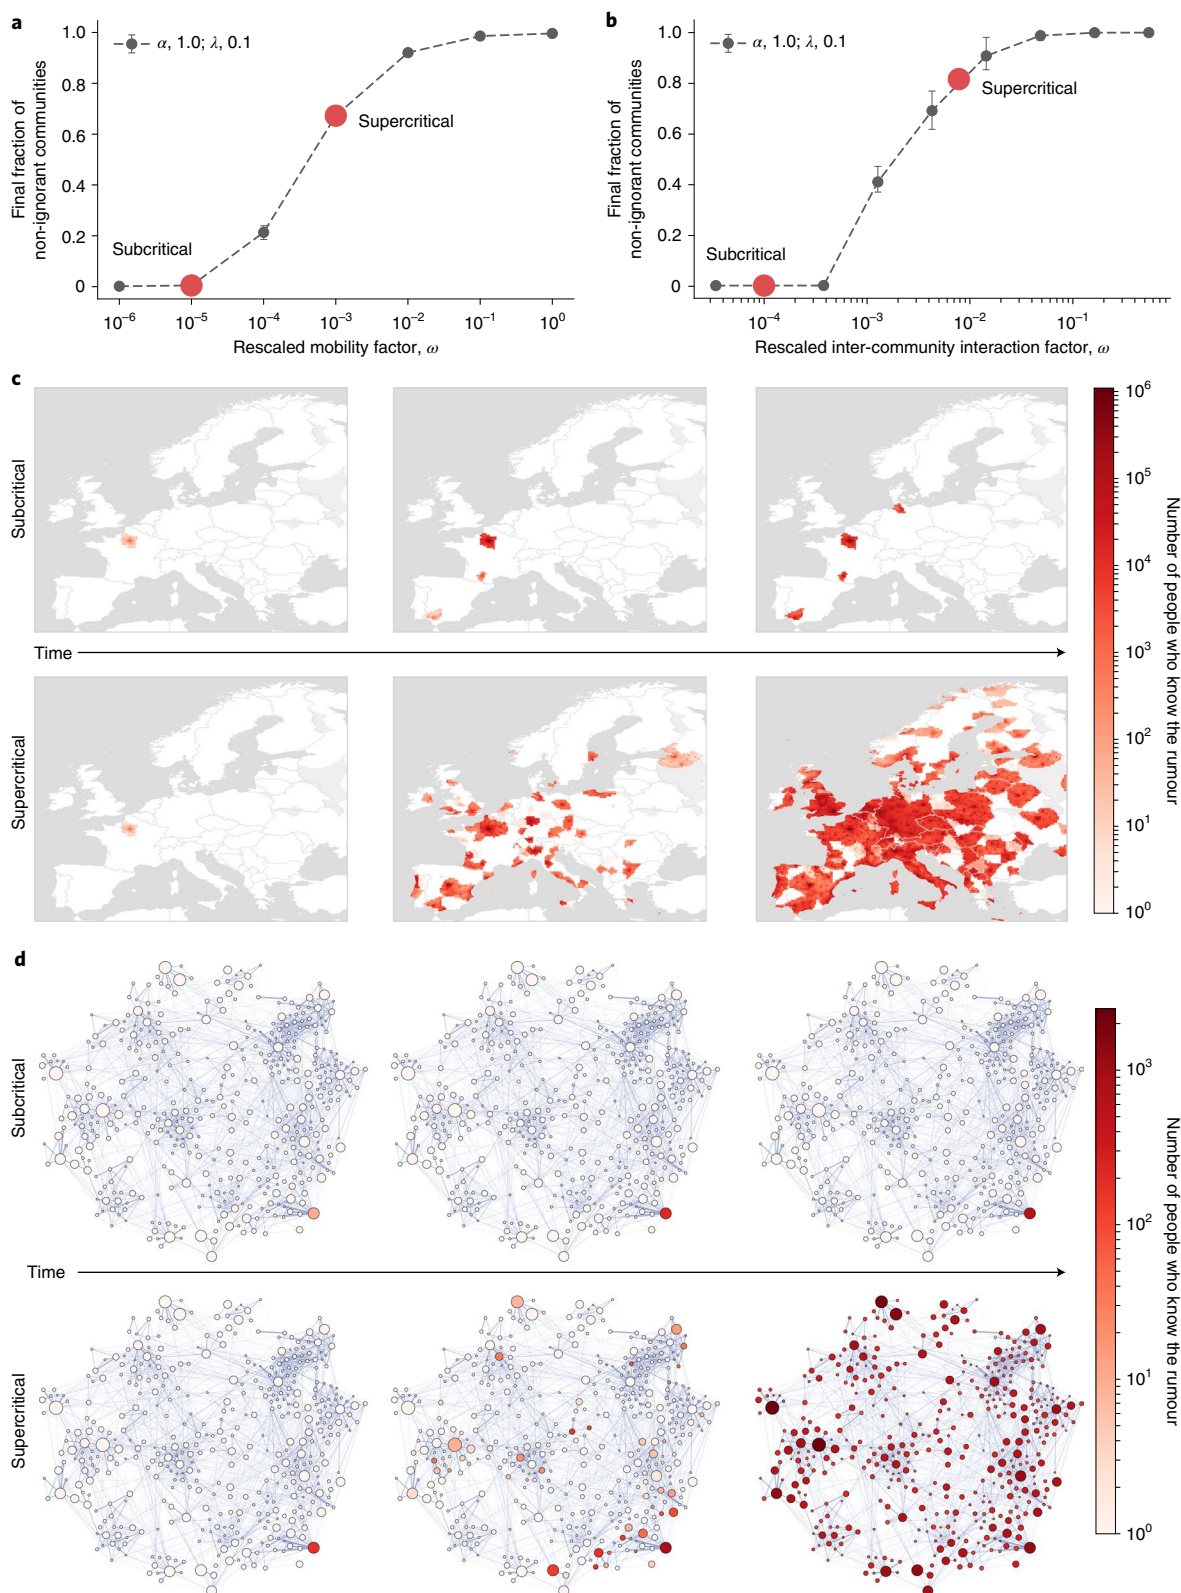 a
1.0
0.8
0.6
0.4
0.2
0
Final fraction of
non-ignorant communities
α, 1.0; λ, 0.1
Supercritical
Subcritical
10⁻⁶ 10⁻⁵ 10⁻⁴ 10⁻³ 10⁻² 10⁻¹ 10⁰
Rescaled mobility factor, ω
b
1.0
0.8
0.6
0.4
0.2
0
Final fraction of
non-ignorant communities
α, 1.0; λ, 0.1
Supercritical
Subcritical
10⁻⁴ 10⁻³ 10⁻² 10⁻¹
Rescaled inter-community interaction factor, ω
c
Subcritical
Time
Supercritical
10⁶
10⁵
10⁴
10³
10²
10¹
10⁰
Number of people who know the rumour
d
Subcritical
Time
Supercritical
10³
10²
10¹
10⁰
Number of people who know the rumour